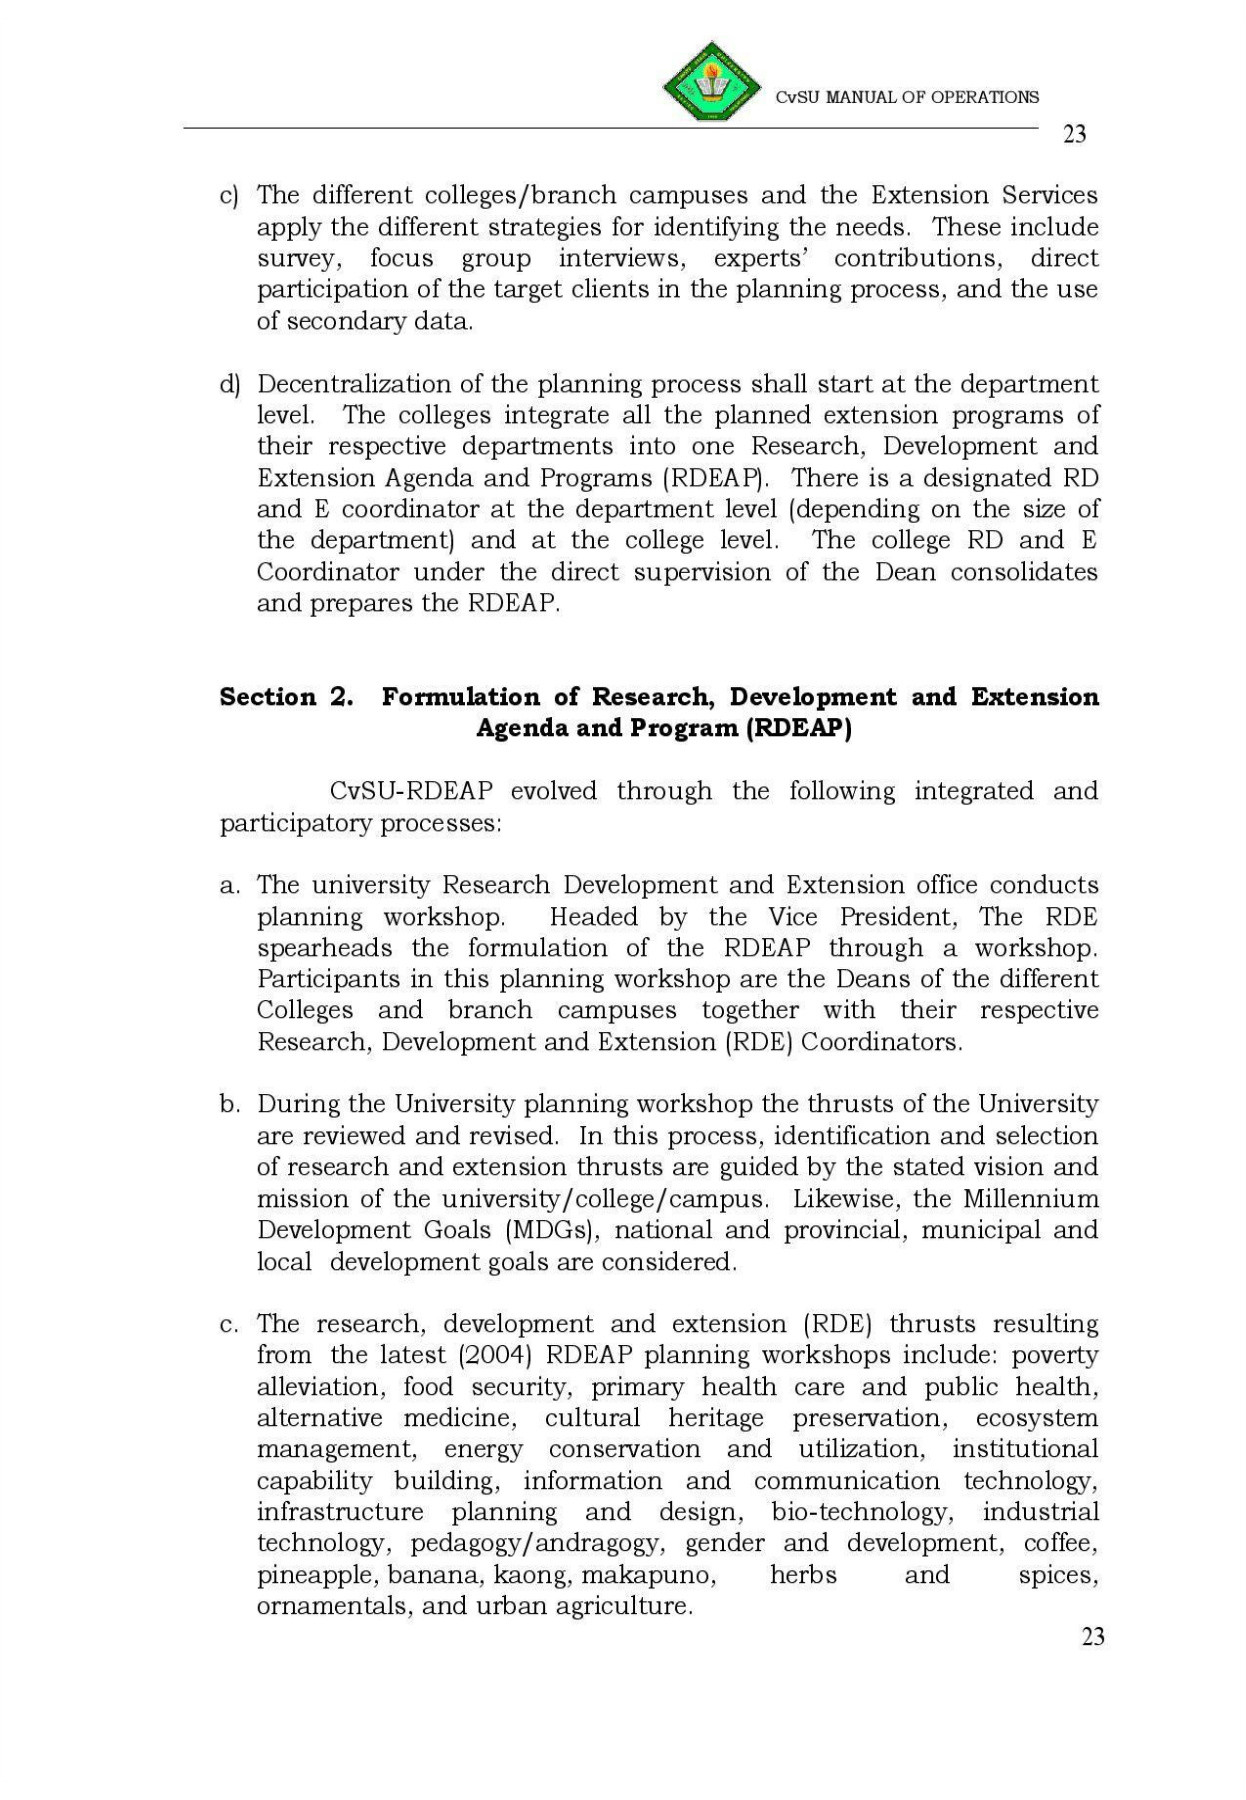 CvSU MANUAL OF OPERATIONS
23
c) The different colleges/branch campuses and the Extension Services
apply the different strategies for identifying the needs. These include
survey, focus group interviews, experts’ contributions, direct
participation of the target clients in the planning process, and the use
of secondary data.
d) Decentralization of the planning process shall start at the department
level. The colleges integrate all the planned extension programs of
their respective departments into one Research, Development and
Extension Agenda and Programs (RDEAP). There is a designated RD
and E coordinator at the department level (depending on the size of
the department) and at the college level. The college RD and E
Coordinator under the direct supervision of the Dean consolidates
and prepares the RDEAP.
Section 2. Formulation of Research, Development and Extension
Agenda and Program (RDEAP)
CvSU-RDEAP evolved through the following integrated and
participatory processes:
a. The university Research Development and Extension office conducts
planning workshop. Headed by the Vice President, The RDE
spearheads the formulation of the RDEAP through a workshop.
Participants in this planning workshop are the Deans of the different
Colleges and branch campuses together with their respective
Research, Development and Extension (RDE) Coordinators.
b. During the University planning workshop the thrusts of the University
are reviewed and revised. In this process, identification and selection
of research and extension thrusts are guided by the stated vision and
mission of the university/college/campus. Likewise, the Millennium
Development Goals (MDGs), national and provincial, municipal and
local development goals are considered.
c. The research, development and extension (RDE) thrusts resulting
from the latest (2004) RDEAP planning workshops include: poverty
alleviation, food security, primary health care and public health,
alternative medicine, cultural heritage preservation, ecosystem
management, energy conservation and utilization, institutional
capability building, information and communication technology,
infrastructure planning and design, bio-technology, industrial
technology, pedagogy/andragogy, gender and development, coffee,
pineapple, banana, kaong, makapuno, herbs and spices,
ornamentals, and urban agriculture.
23